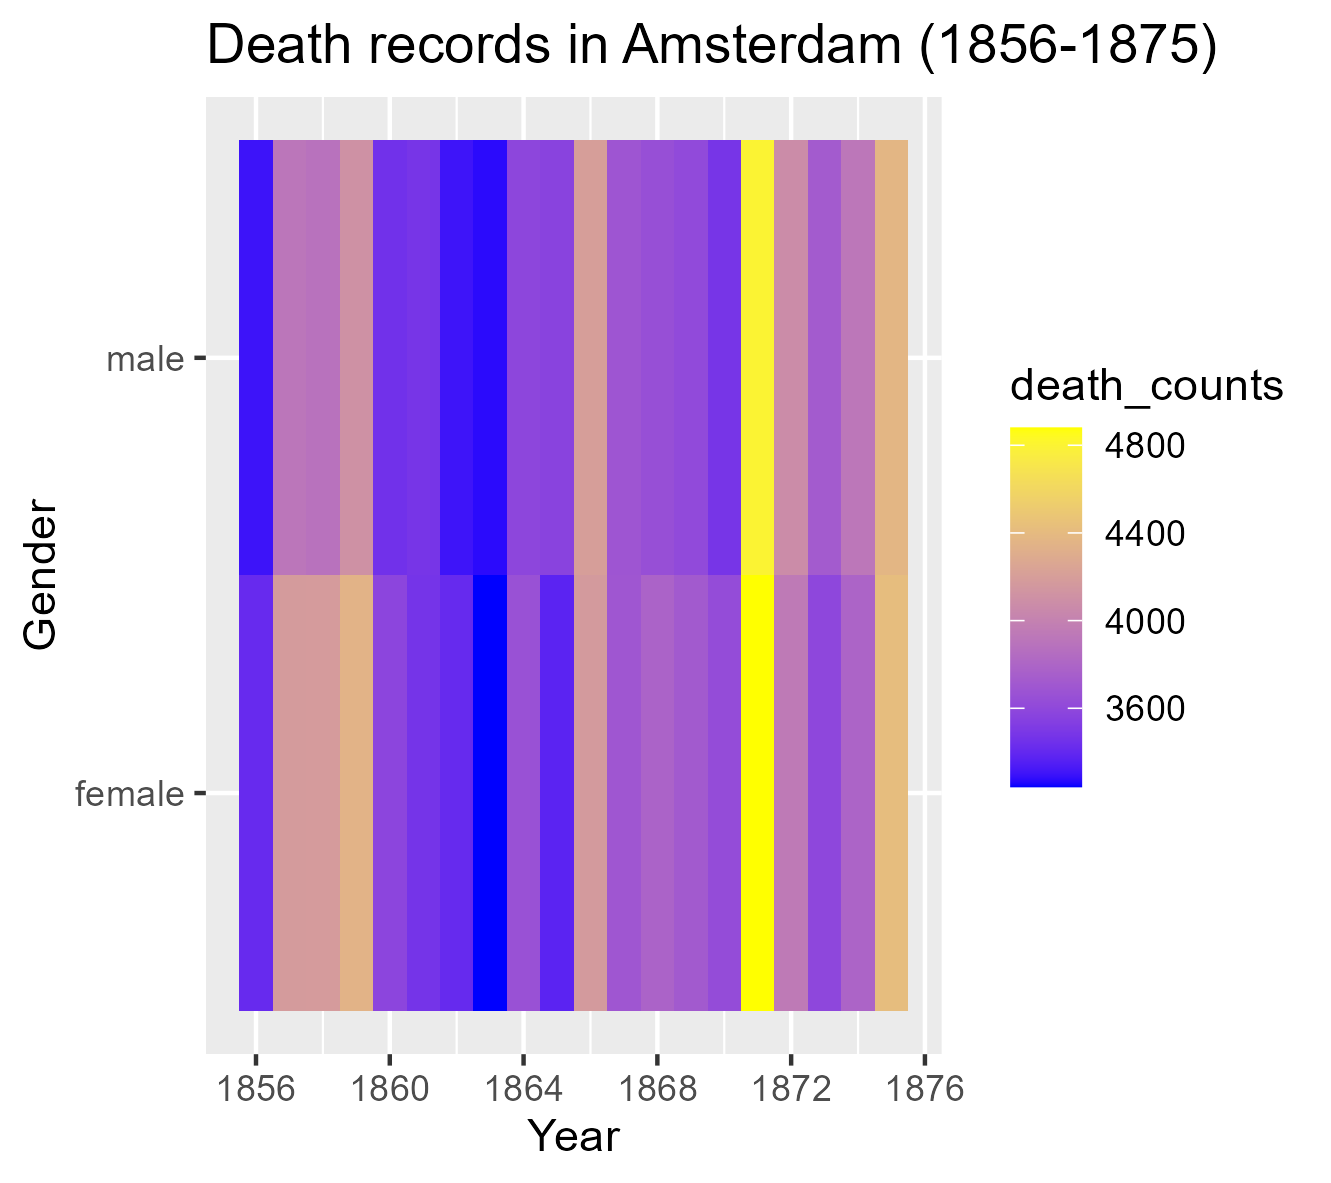 Death records in Amsterdam (1856-1875)
male
female
Gender
1856 1860 1864 1868 1872 1876
Year
death_counts
4800
4400
4000
3600